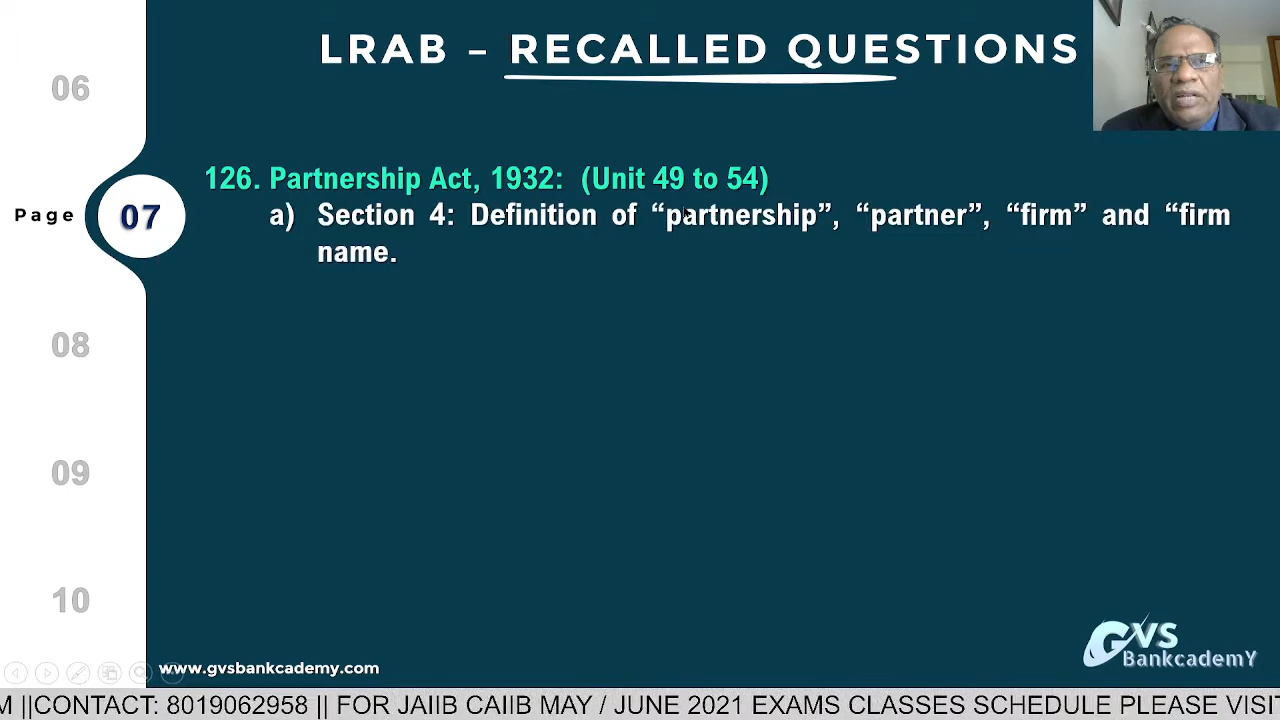 LRAB – RECALLED QUESTIONS
06
126. Partnership Act, 1932: (Unit 49 to 54)
a) Section 4: Definition of “partnership”, “partner”, “firm” and “firm
name.
Page 07
08
09
10
GVS
BankcademY
www.gvsbankcademy.com
M ||CONTACT: 8019062958 || FOR JAIIB CAIIB MAY / JUNE 2021 EXAMS CLASSES SCHEDULE PLEASE VISI